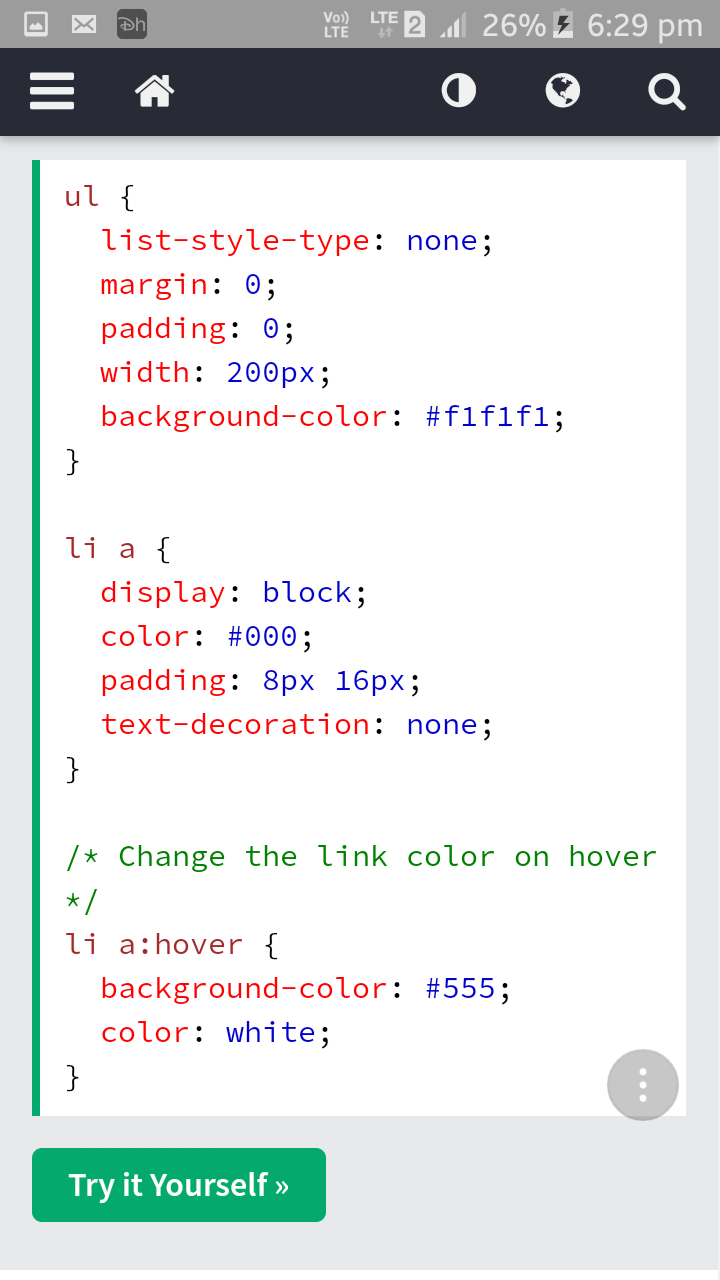 Dh Vo)) LTE LTE 2 26% 6:29 pm
ul {
  list-style-type: none;
  margin: 0;
  padding: 0;
  width: 200px;
  background-color: #f1f1f1;
}

li a {
  display: block;
  color: #000;
  padding: 8px 16px;
  text-decoration: none;
}

/* Change the link color on hover
*/
li a:hover {
  background-color: #555;
  color: white;
}
Try it Yourself »